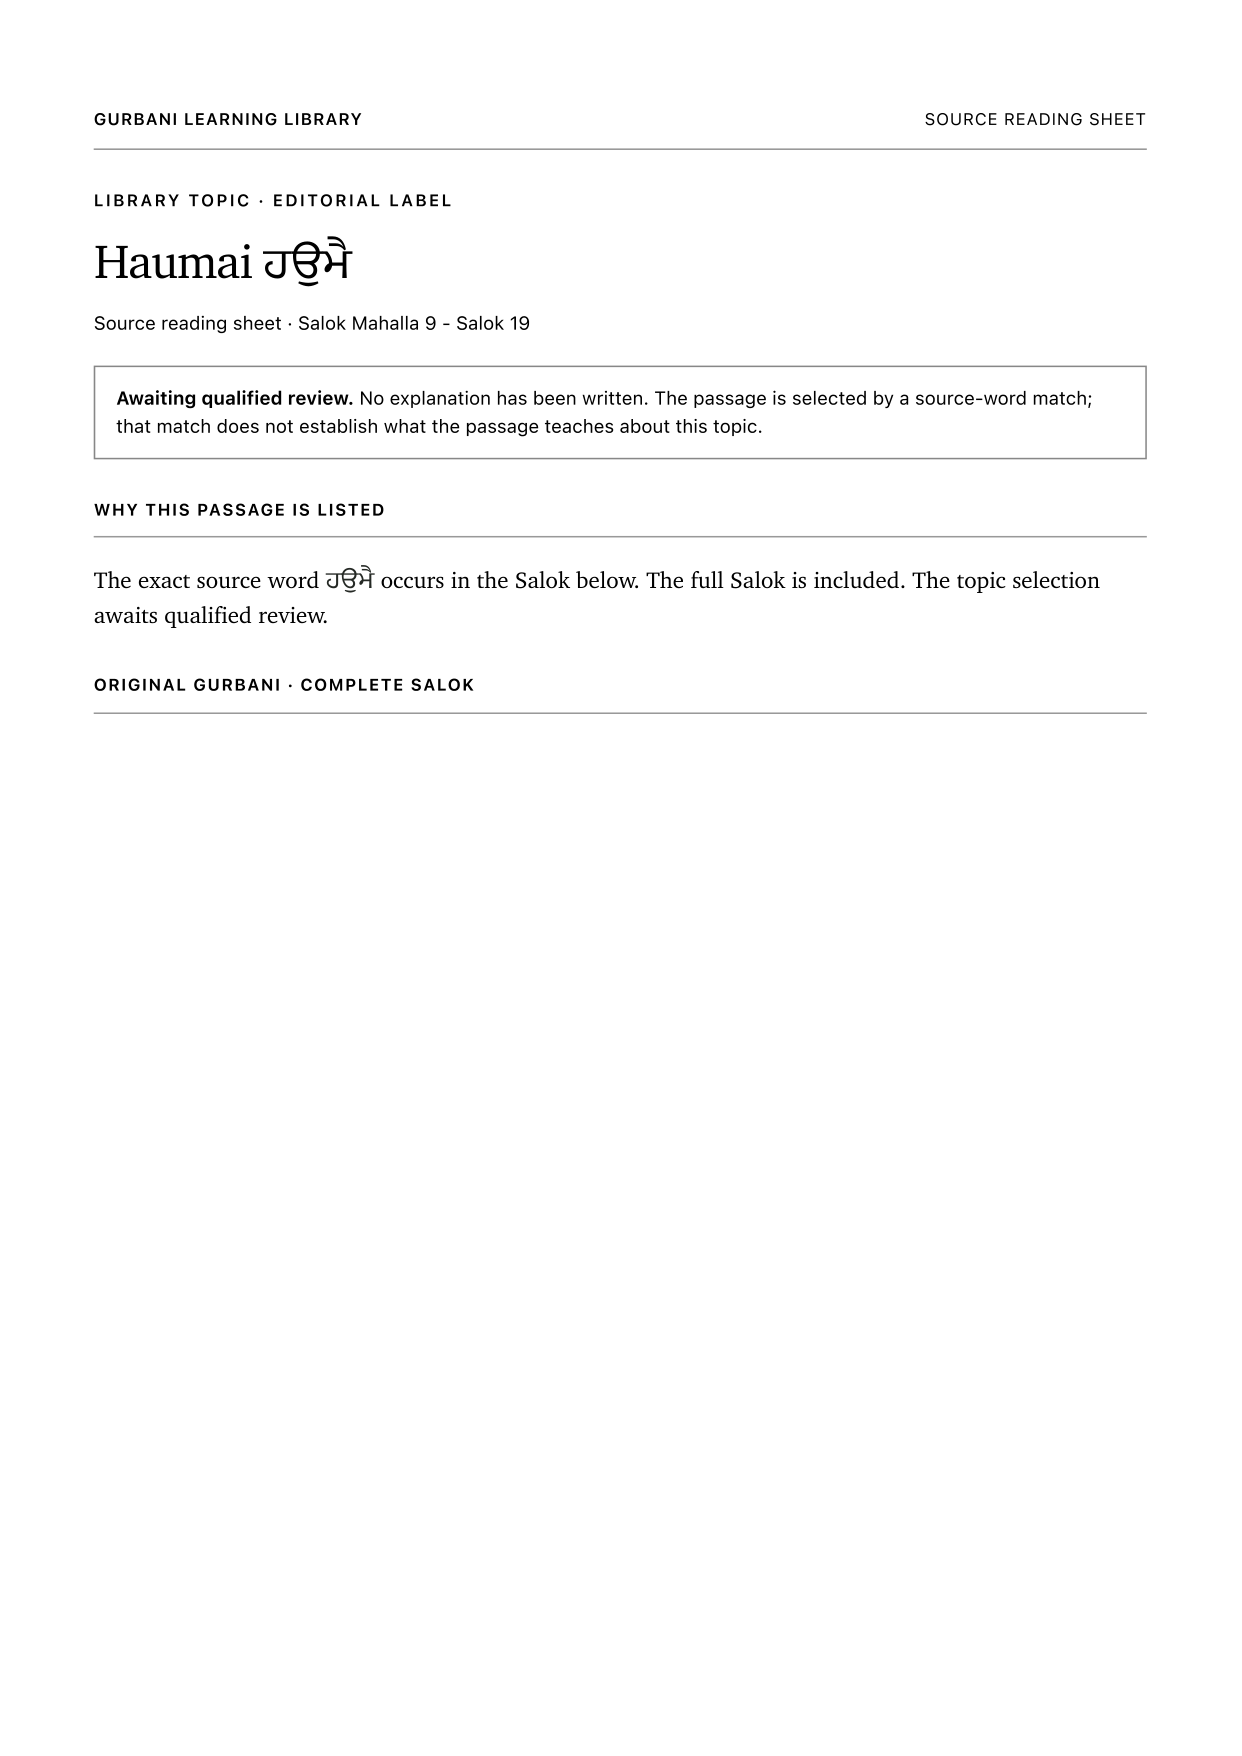 GURBANI LEARNING LIBRARY SOURCE READING SHEET
LIBRARY TOPIC · EDITORIAL LABEL
Haumai ਹਉਮੈ
Source reading sheet · Salok Mahalla 9 - Salok 19
Awaiting qualified review. No explanation has been written. The passage is selected by a source-word match;
that match does not establish what the passage teaches about this topic.
WHY THIS PASSAGE IS LISTED
The exact source word ਹਉਮੈ occurs in the Salok below. The full Salok is included. The topic selection
awaits qualified review.
ORIGINAL GURBANI · COMPLETE SALOK